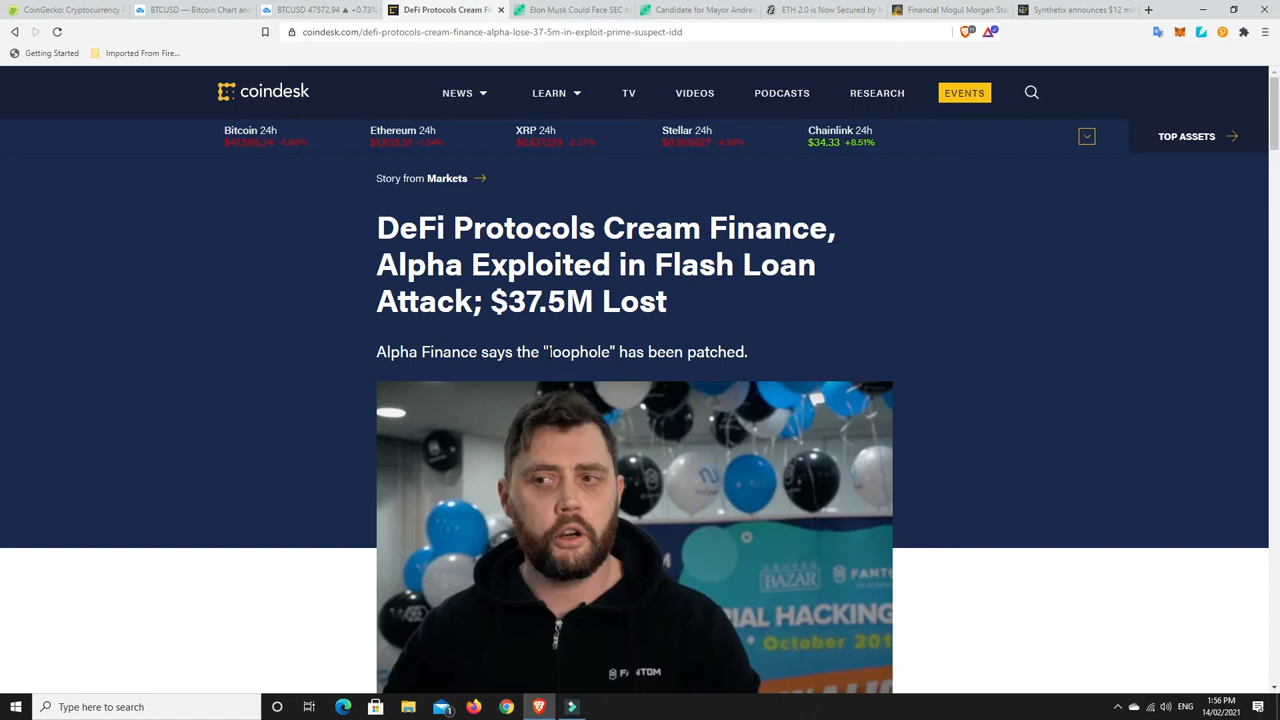 CoinGecko: Cryptocurrency P
BTCUSD — Bitcoin Chart and
BTCUSD 47572.94 ▲ +0.73%
DeFi Protocols Cream Fin
Elon Musk Could Face SEC In
Candidate for Mayor Andrew
ETH 2.0 is Now Secured by M
Financial Mogul Morgan Sta
Synthetix announces $12 mi
coindesk.com/defi-protocols-cream-finance-alpha-lose-37-5m-in-exploit-prime-suspect-idd
Getting Started
Imported From Fire...
coindesk
NEWS
LEARN
TV
VIDEOS
PODCASTS
RESEARCH
EVENTS
Bitcoin 24h
Ethereum 24h
XRP 24h
Stellar 24h
Chainlink 24h
$34.33 +8.51%
TOP ASSETS
Story from Markets
DeFi Protocols Cream Finance,
Alpha Exploited in Flash Loan
Attack; $37.5M Lost
Alpha Finance says the "loophole" has been patched.
BAZAR
FANT
IAL HACKING
October 201
FANTOM
Type here to search
ENG
1:56 PM
14/02/2021